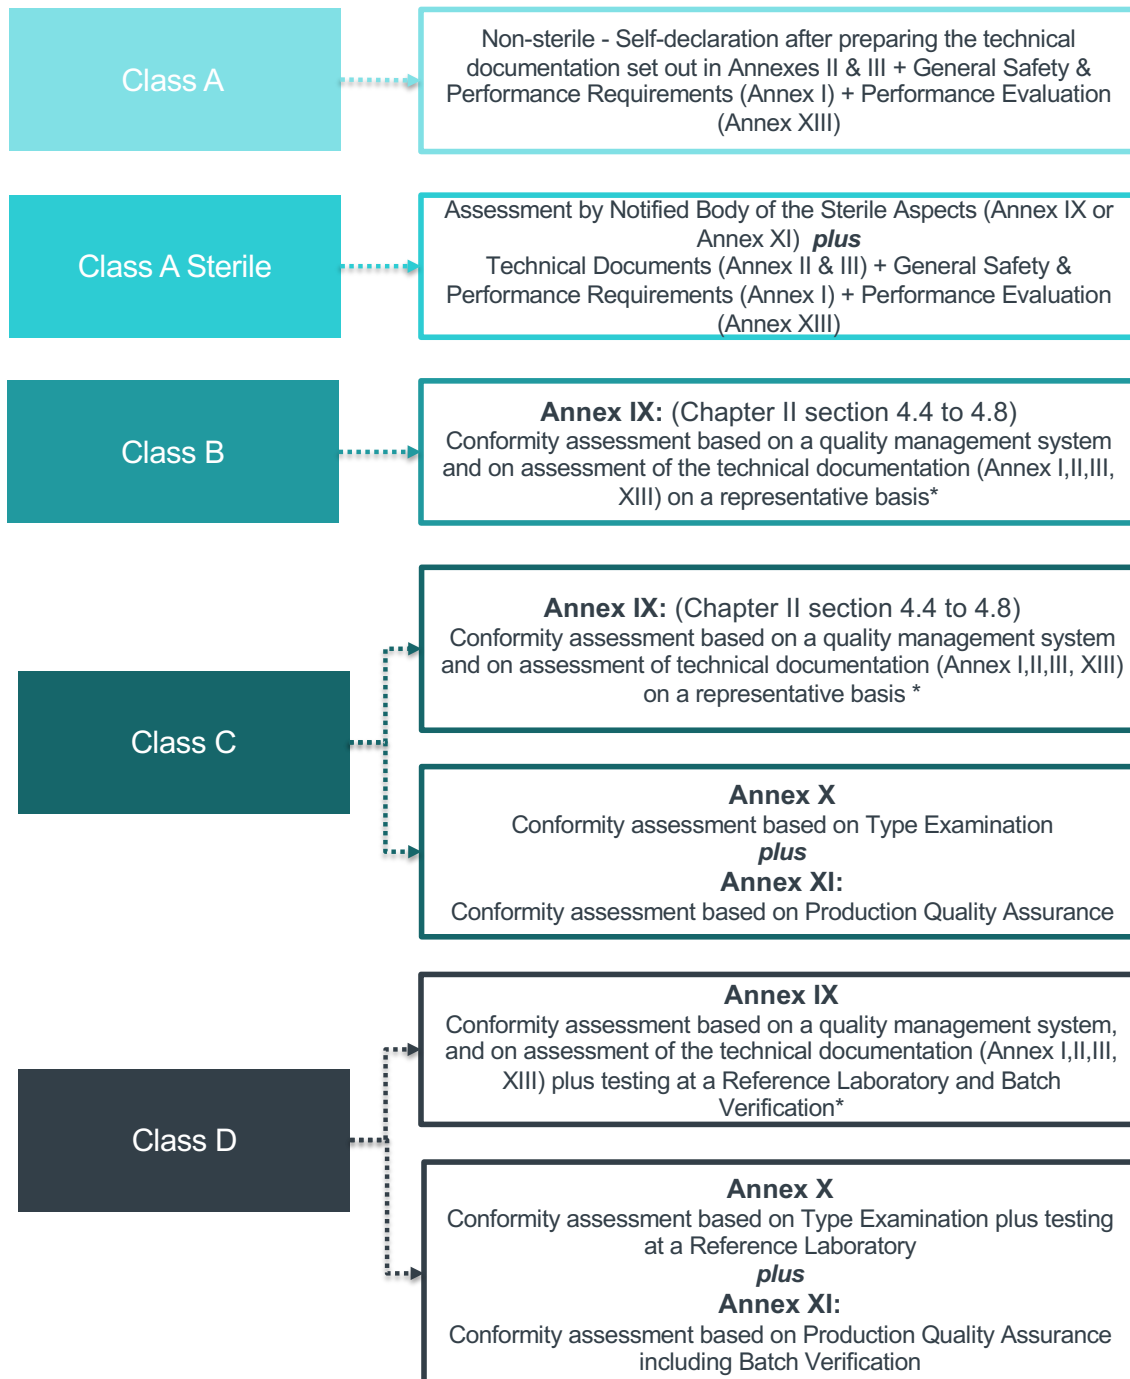 Class A
Non-sterile - Self-declaration after preparing the technical
documentation set out in Annexes II & III + General Safety &
Performance Requirements (Annex I) + Performance Evaluation
(Annex XIII)
Class A Sterile
Assessment by Notified Body of the Sterile Aspects (Annex IX or
Annex XI) plus
Technical Documents (Annex II & III) + General Safety &
Performance Requirements (Annex I) + Performance Evaluation
(Annex XIII)
Class B
Annex IX: (Chapter II section 4.4 to 4.8)
Conformity assessment based on a quality management system
and on assessment of the technical documentation (Annex I,II,III,
XIII) on a representative basis*
Class C
Annex IX: (Chapter II section 4.4 to 4.8)
Conformity assessment based on a quality management system
and on assessment of technical documentation (Annex I,II,III, XIII)
on a representative basis *
Annex X
Conformity assessment based on Type Examination
plus
Annex XI:
Conformity assessment based on Production Quality Assurance
Class D
Annex IX
Conformity assessment based on a quality management system,
and on assessment of the technical documentation (Annex I,II,III,
XIII) plus testing at a Reference Laboratory and Batch
Verification*
Annex X
Conformity assessment based on Type Examination plus testing
at a Reference Laboratory
plus
Annex XI:
Conformity assessment based on Production Quality Assurance
including Batch Verification